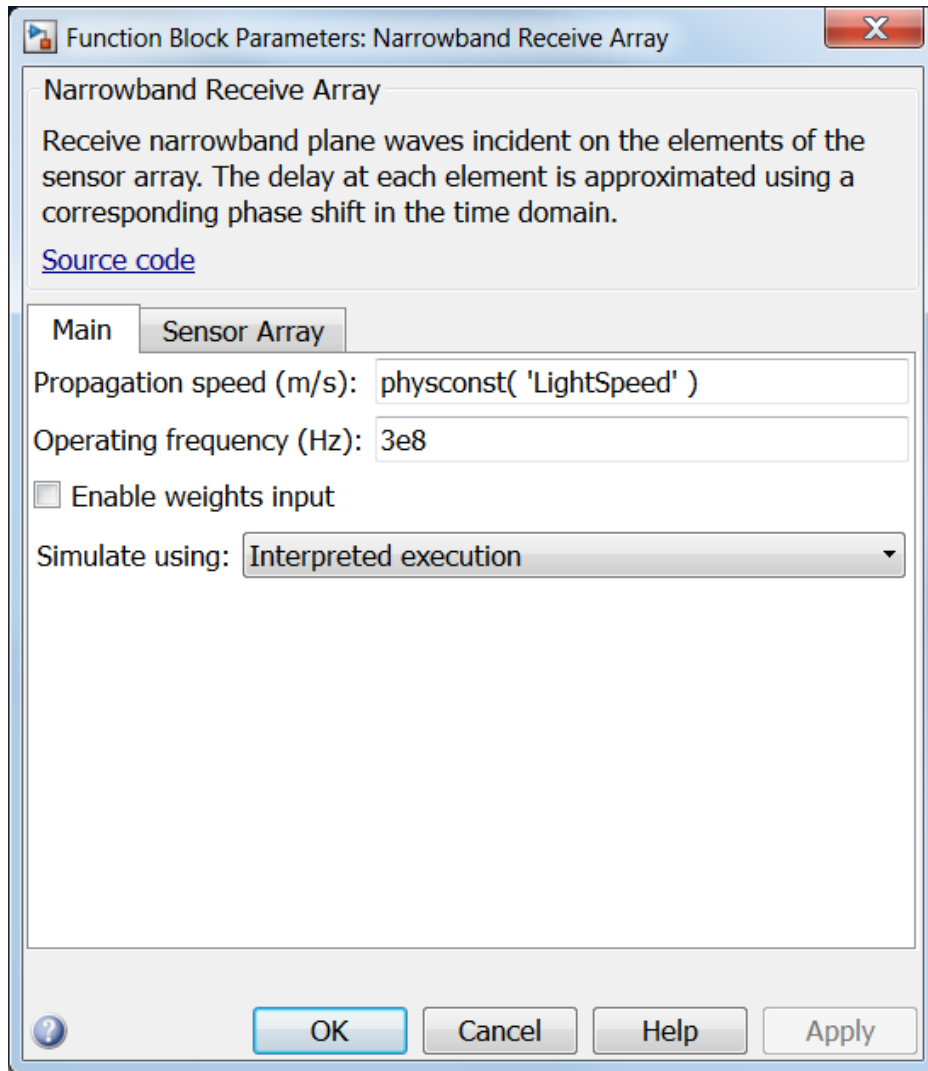 Function Block Parameters: Narrowband Receive Array
X
Narrowband Receive Array
Receive narrowband plane waves incident on the elements of the
sensor array. The delay at each element is approximated using a
corresponding phase shift in the time domain.
Source code
Main Sensor Array
Propagation speed (m/s): physconst( 'LightSpeed' )
Operating frequency (Hz): 3e8
Enable weights input
Simulate using: Interpreted execution
? OK Cancel Help Apply